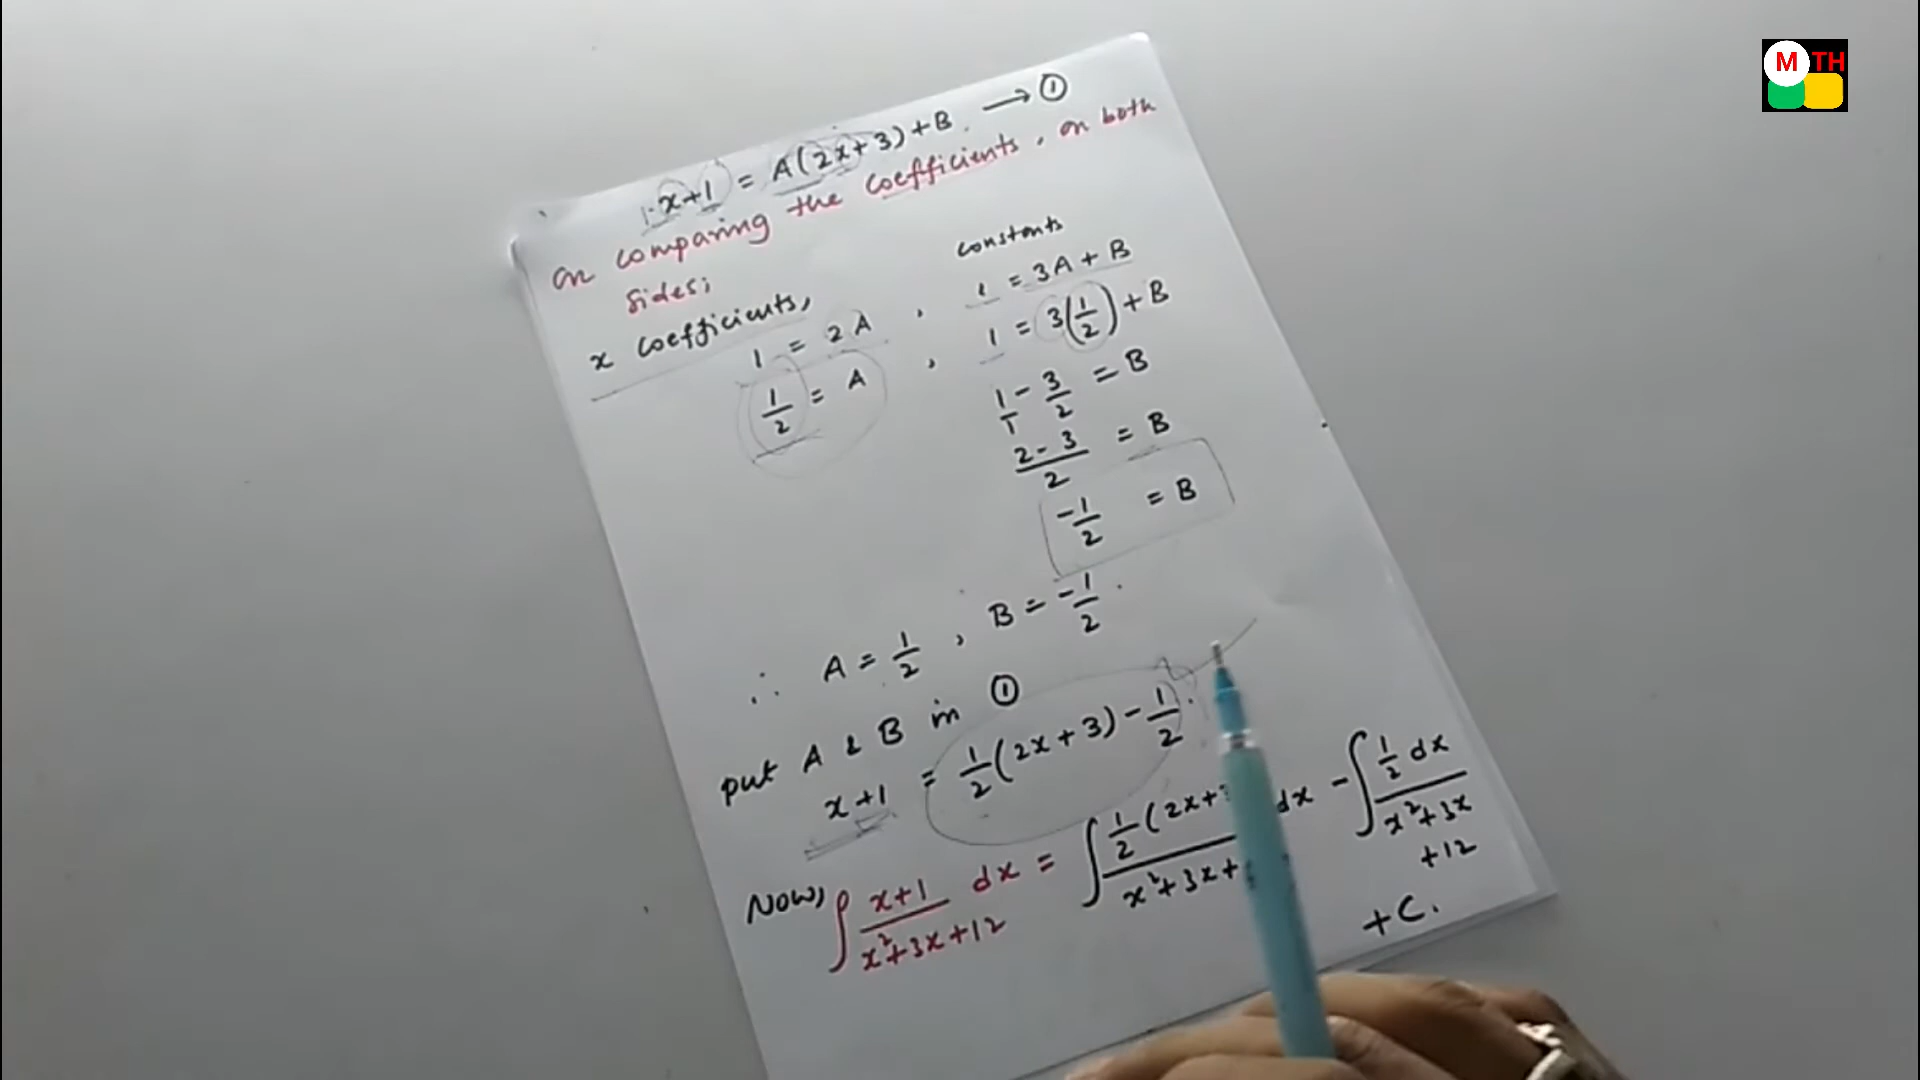 M TH
1·x+1 = A(2x+3)+B. → ①
on comparing the coefficients, on both
sides;
x coefficients, constants
1 = 2A , 1 = 3A + B
1/2 = A , 1 = 3(1/2) + B
1/1 - 3/2 = B
2-3/2 = B
-1/2 = B
∴ A = 1/2 , B = -1/2 .
put A & B in ①
x+1 = 1/2(2x+3) - 1/2.
Now, ∫ x+1/x²+3x+12 dx = ∫ 1/2(2x+ dx/x²+3x+ - ∫ 1/2 dx/x²+3x+12
+C.